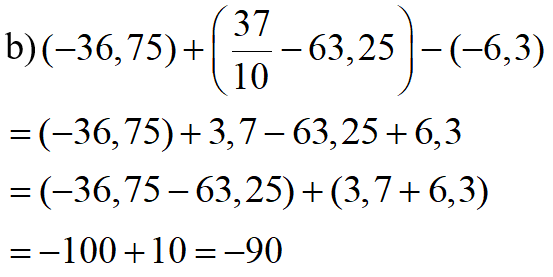 b) (−36,75) + (37/10 − 63,25) − (−6,3)
= (−36,75) + 3,7 − 63,25 + 6,3
= (−36,75 − 63,25) + (3,7 + 6,3)
= −100 + 10 = −90